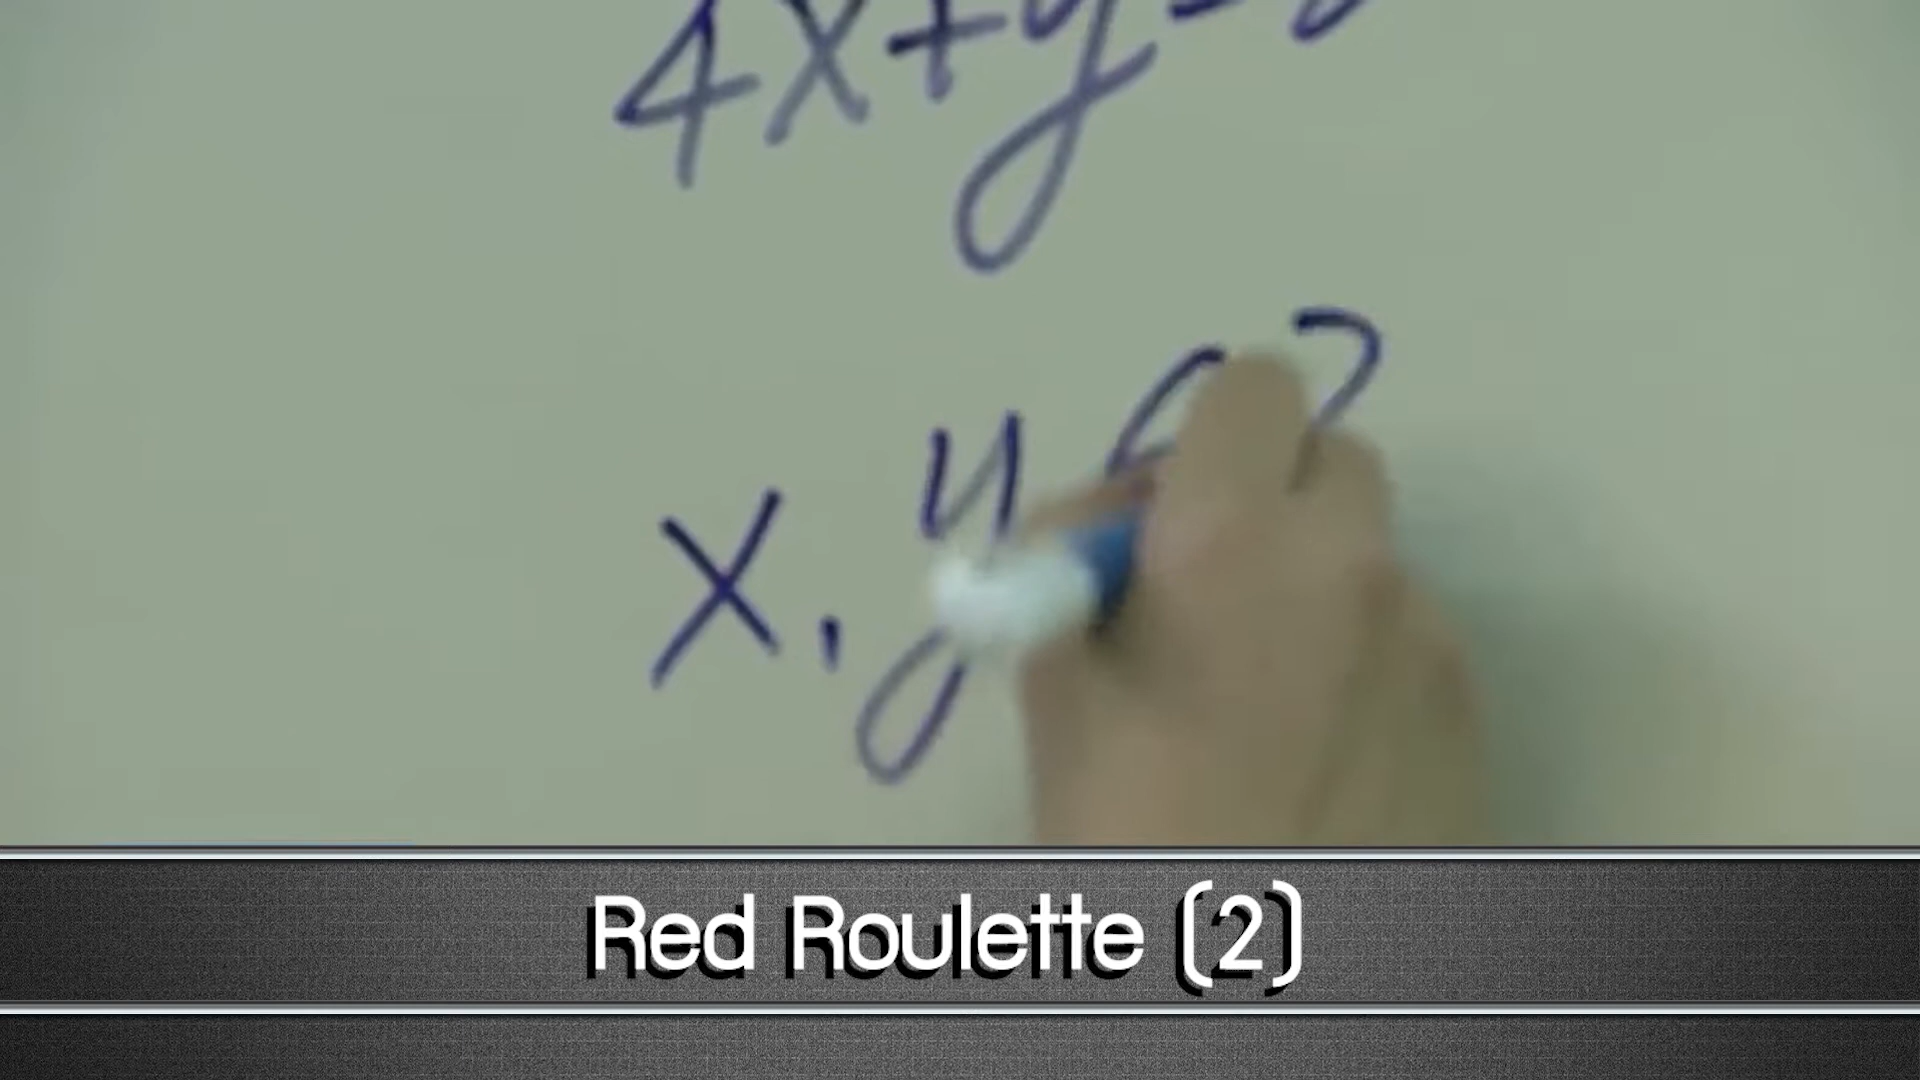 4x+y=
x, y
Red Roulette (2)